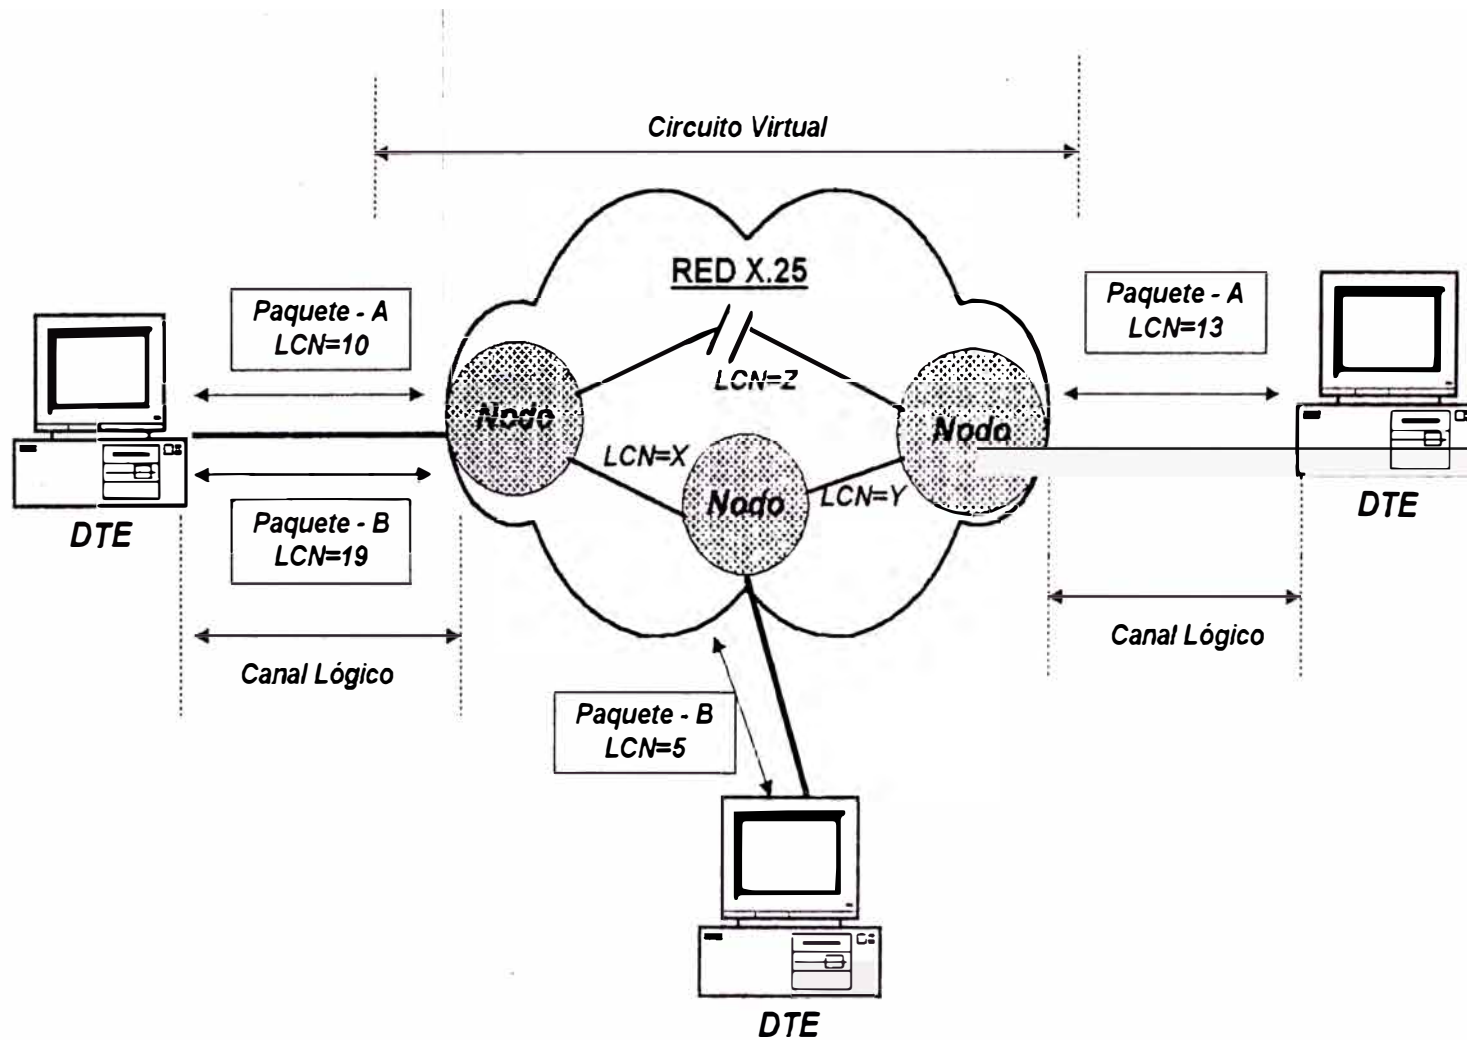 Circuito Virtual
RED X.25
Paquete - A
LCN=10
Paquete - A
LCN=13
LCN=Z
Nodo
Nodo
LCN=X
Nodo
LCN=Y
DTE
Paquete - B
LCN=19
DTE
Canal Lógico
Canal Lógico
Paquete - B
LCN=5
DTE